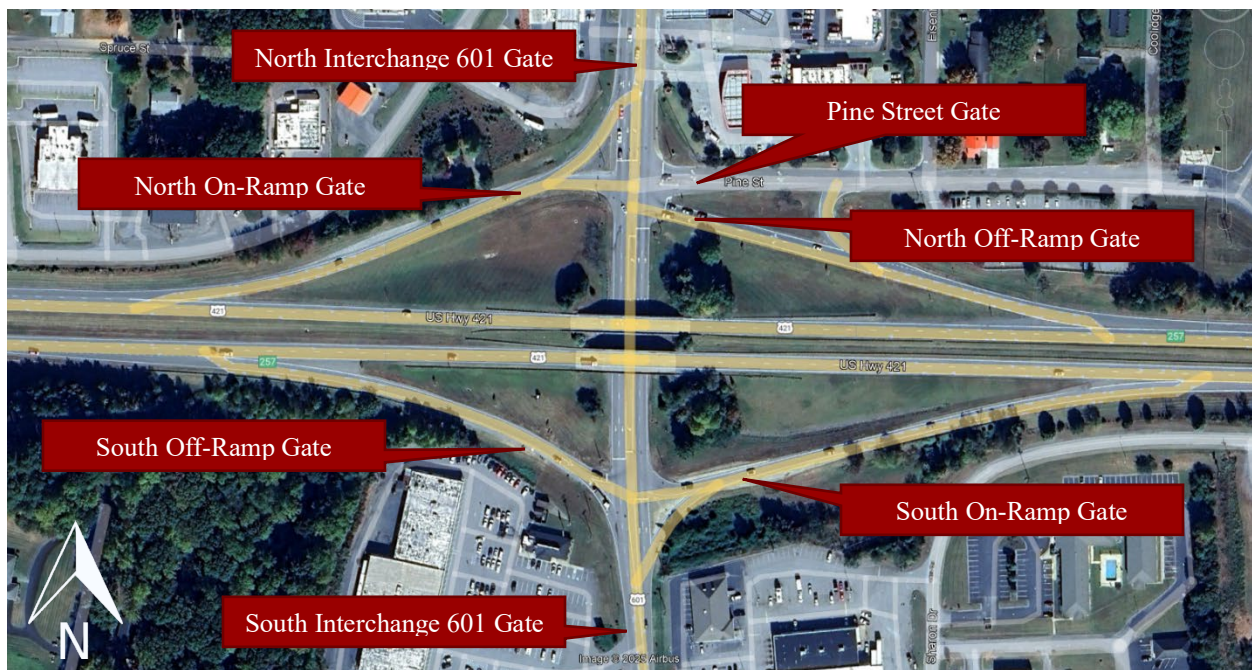 Spruce St
North Interchange 601 Gate
Pine Street Gate
North On-Ramp Gate
Pine St
North Off-Ramp Gate
421
US Hwy 421
421
257
257
421
US Hwy 421
South Off-Ramp Gate
South On-Ramp Gate
601
South Interchange 601 Gate
Sharon Dr
Image © 2025 Airbus
N